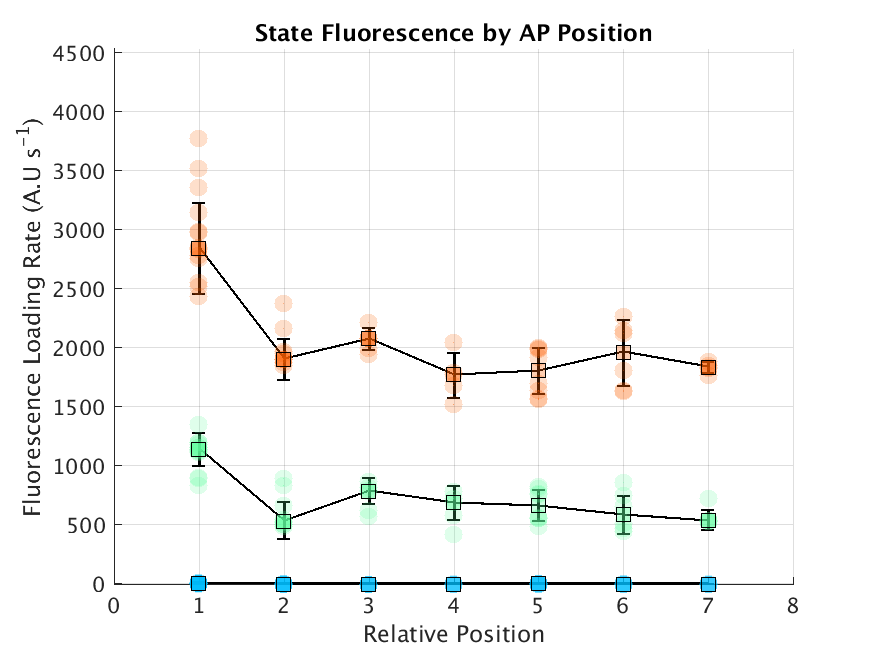 State Fluorescence by AP Position
Fluorescence Loading Rate (A.U s⁻¹)
4500
4000
3500
3000
2500
2000
1500
1000
500
0
0 1 2 3 4 5 6 7 8
Relative Position